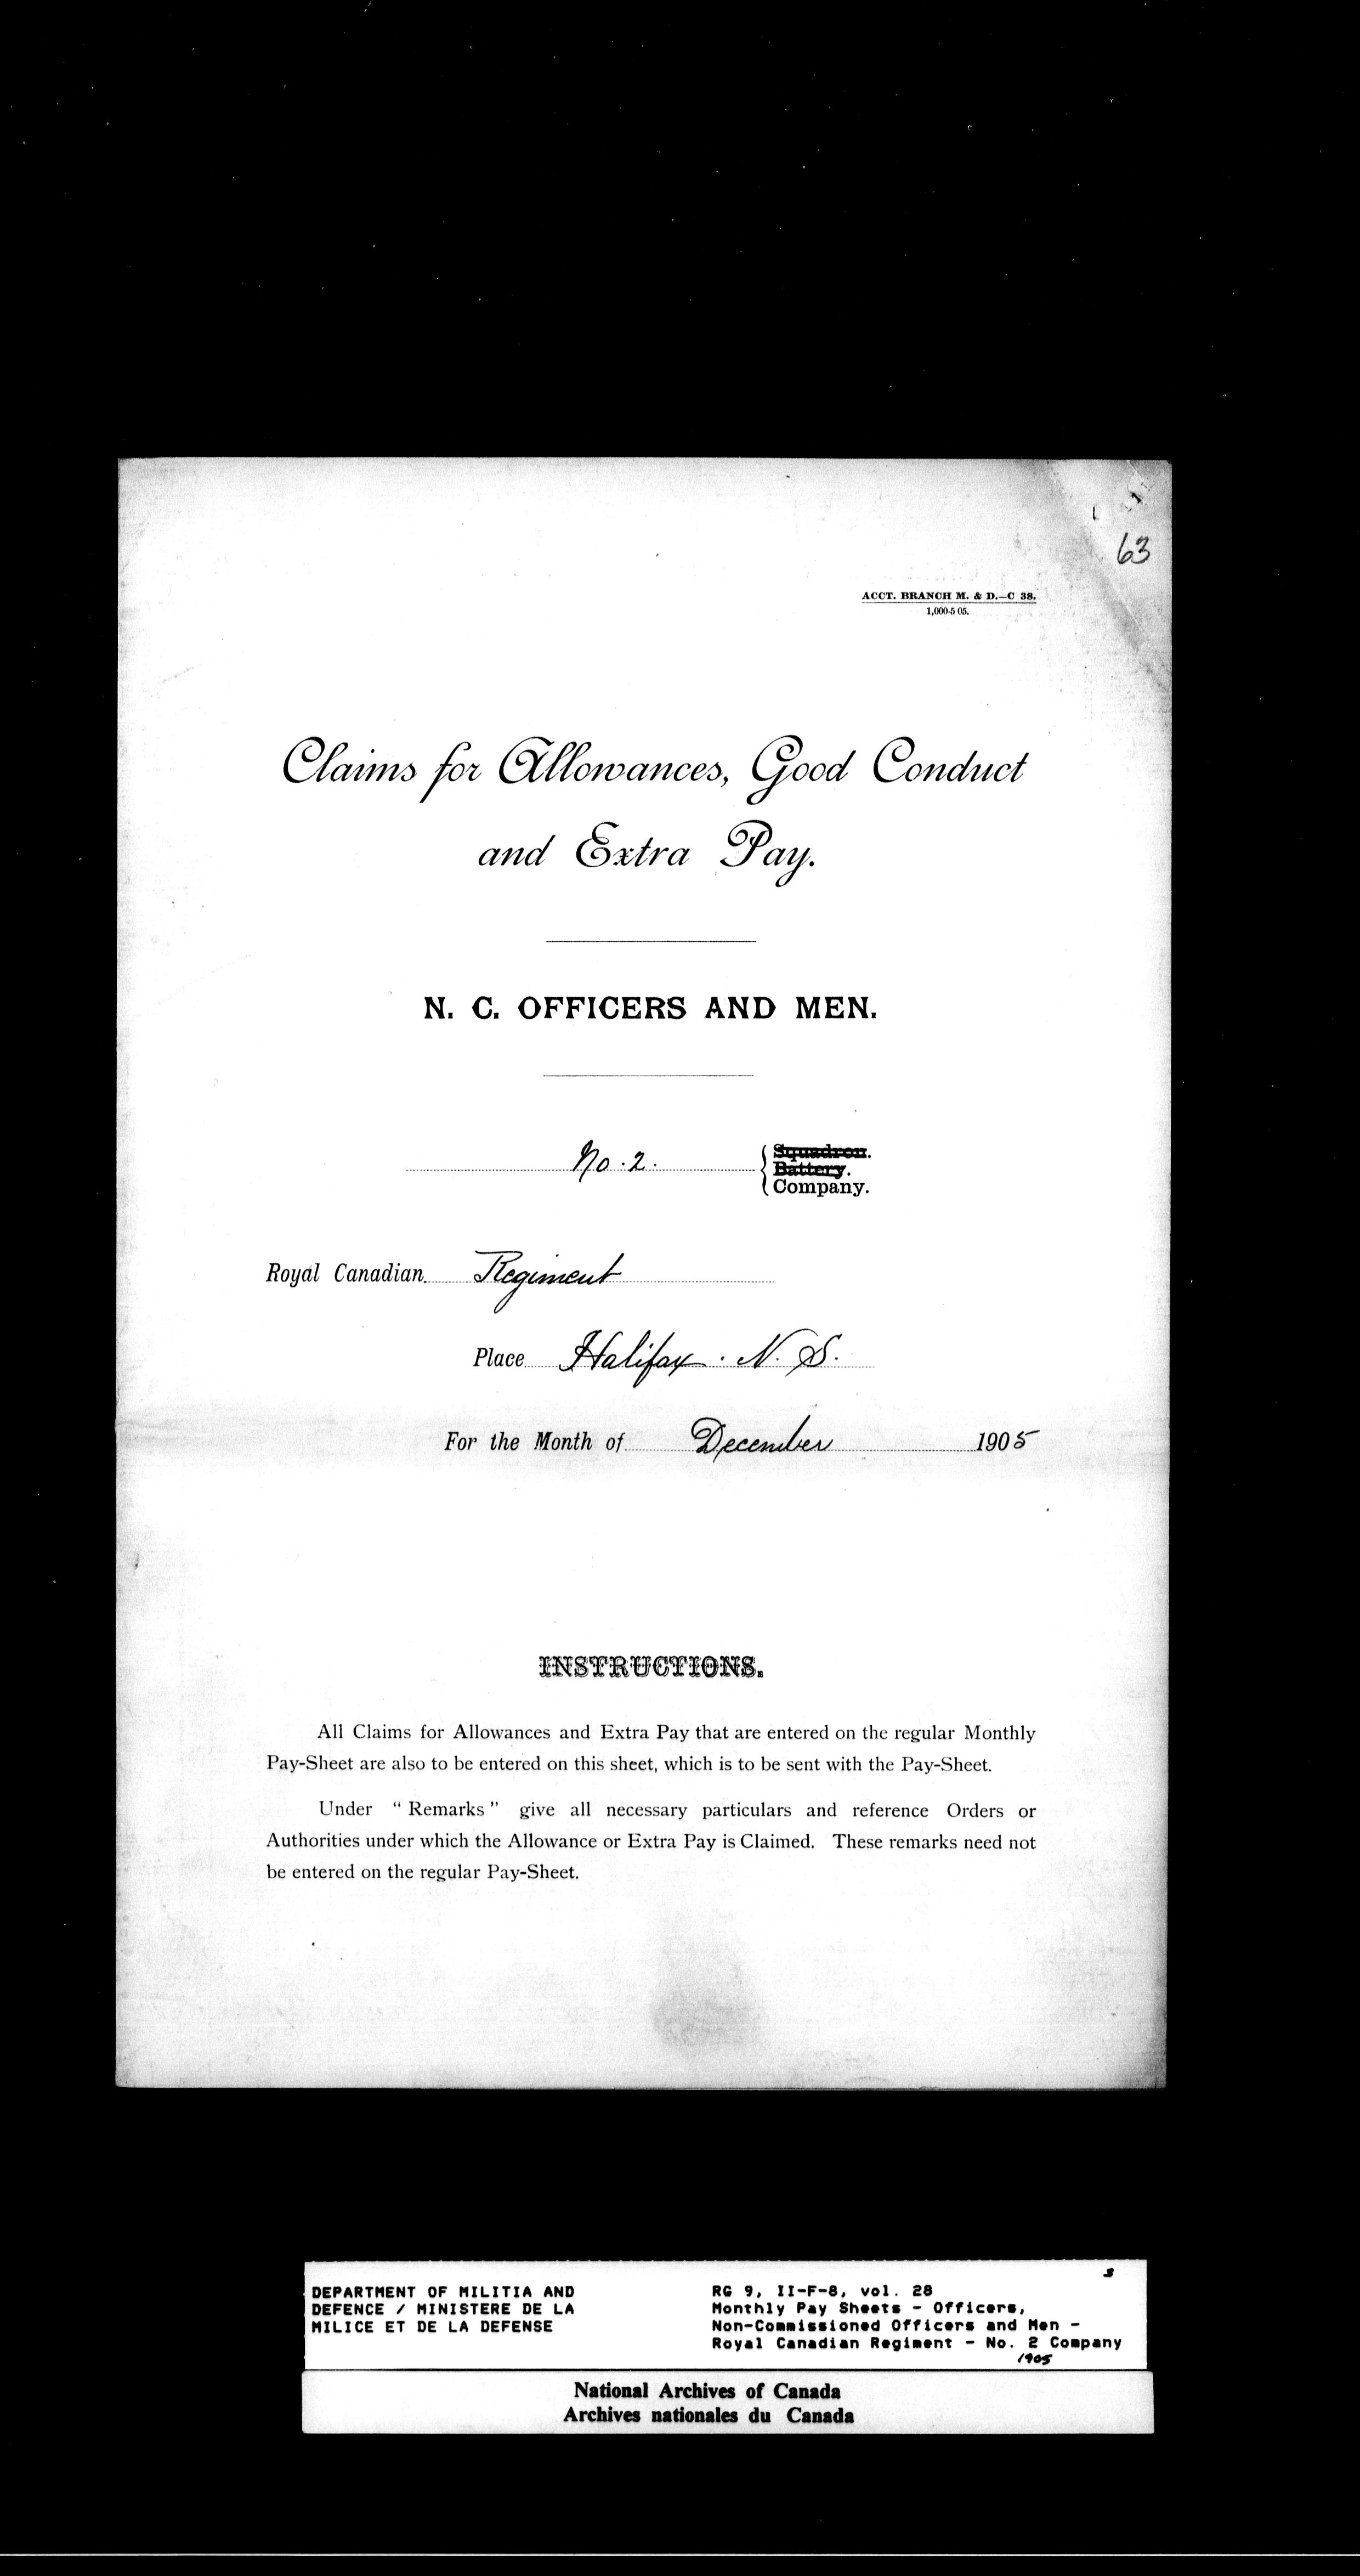 63
ACCT. BRANCH M. & D.—C 38.
1,000-5 05.
Claims for Allowances, Good Conduct
and Extra Pay.
N. C. OFFICERS AND MEN.
No. 2. { Squadron.
Battery.
Company.
Royal Canadian Regiment
Place Halifax. N. S.
For the Month of December 1905
INSTRUCTIONS.
All Claims for Allowances and Extra Pay that are entered on the regular Monthly
Pay-Sheet are also to be entered on this sheet, which is to be sent with the Pay-Sheet.
Under "Remarks" give all necessary particulars and reference Orders or
Authorities under which the Allowance or Extra Pay is Claimed. These remarks need not
be entered on the regular Pay-Sheet.
DEPARTMENT OF MILITIA AND
DEFENCE / MINISTERE DE LA
MILICE ET DE LA DEFENSE
RG 9, II-F-8, vol. 28
Monthly Pay Sheets - Officers,
Non-Commissioned Officers and Men -
Royal Canadian Regiment - No. 2 Company
1905
National Archives of Canada
Archives nationales du Canada